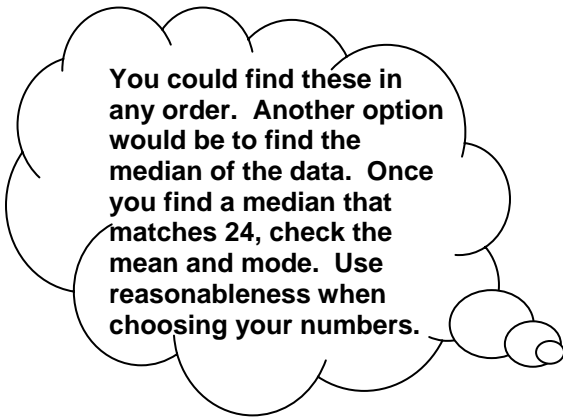 You could find these in
any order.  Another option
would be to find the
median of the data.  Once
you find a median that
matches 24, check the
mean and mode.  Use
reasonableness when
choosing your numbers.